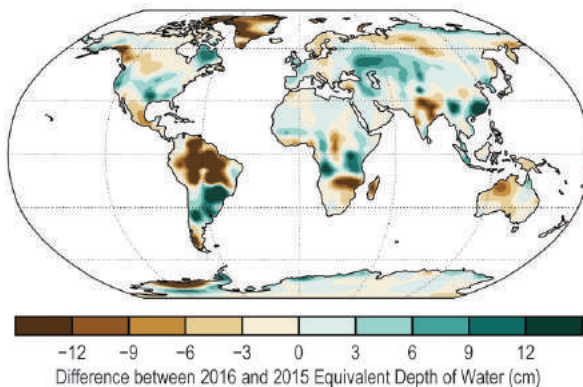 −12 −9 −6 −3 0 3 6 9 12
Difference between 2016 and 2015 Equivalent Depth of Water (cm)